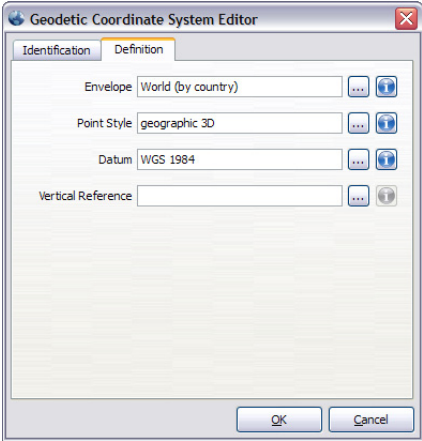 Geodetic Coordinate System Editor
Identification Definition
Envelope World (by country) ...
Point Style geographic 3D ...
Datum WGS 1984 ...
Vertical Reference ...
OK Cancel